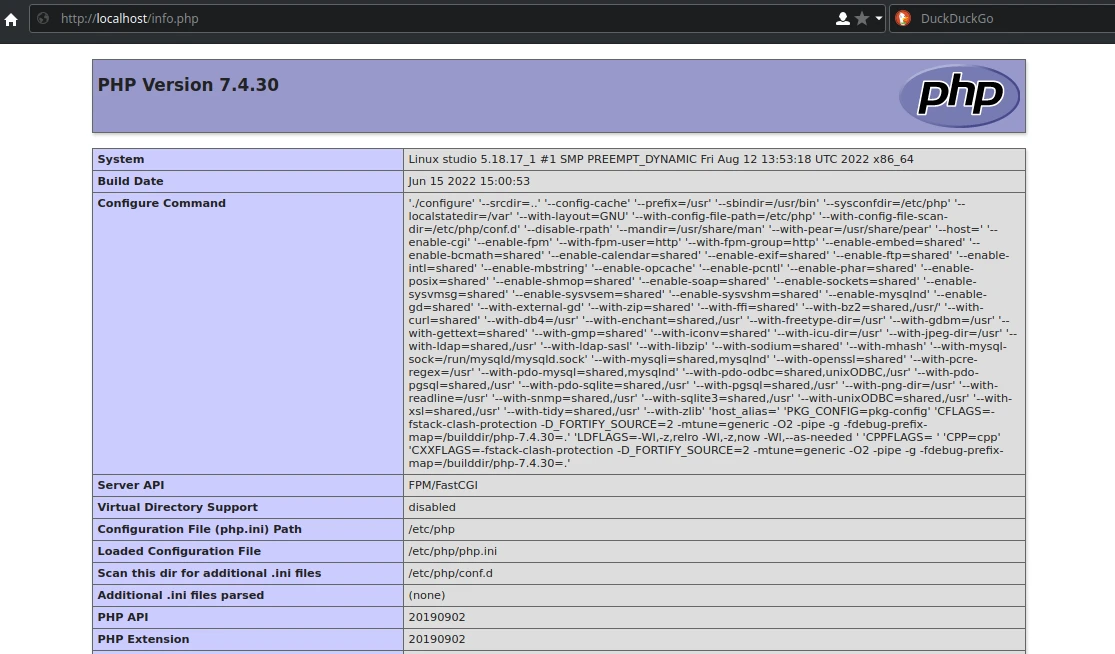 http://localhost/info.php DuckDuckGo
PHP Version 7.4.30 php
System Linux studio 5.18.17_1 #1 SMP PREEMPT_DYNAMIC Fri Aug 12 13:53:18 UTC 2022 x86_64
Build Date Jun 15 2022 15:00:53
Configure Command './configure' '--srcdir=..' '--config-cache' '--prefix=/usr' '--sbindir=/usr/bin' '--sysconfdir=/etc/php' '--
localstatedir=/var' '--with-layout=GNU' '--with-config-file-path=/etc/php' '--with-config-file-scan-
dir=/etc/php/conf.d' '--disable-rpath' '--mandir=/usr/share/man' '--with-pear=/usr/share/pear' '--host=' '--
enable-cgi' '--enable-fpm' '--with-fpm-user=http' '--with-fpm-group=http' '--enable-embed=shared' '--
enable-bcmath=shared' '--enable-calendar=shared' '--enable-exif=shared' '--enable-ftp=shared' '--enable-
intl=shared' '--enable-mbstring' '--enable-opcache' '--enable-pcntl' '--enable-phar=shared' '--enable-
posix=shared' '--enable-shmop=shared' '--enable-soap=shared' '--enable-sockets=shared' '--enable-
sysvmsg=shared' '--enable-sysvsem=shared' '--enable-sysvshm=shared' '--enable-mysqlnd' '--enable-
gd=shared' '--with-external-gd' '--with-zip=shared' '--with-ffi=shared' '--with-bz2=shared,/usr/' '--with-
curl=shared' '--with-db4=/usr' '--with-enchant=shared,/usr' '--with-freetype-dir=/usr' '--with-gdbm=/usr' '--
with-gettext=shared' '--with-gmp=shared' '--with-iconv=shared' '--with-icu-dir=/usr' '--with-jpeg-dir=/usr' '--
with-ldap=shared,/usr' '--with-ldap-sasl' '--with-libzip' '--with-sodium=shared' '--with-mhash' '--with-mysql-
sock=/run/mysqld/mysqld.sock' '--with-mysqli=shared,mysqlnd' '--with-openssl=shared' '--with-pcre-
regex=/usr' '--with-pdo-mysql=shared,mysqlnd' '--with-pdo-odbc=shared,unixODBC,/usr' '--with-pdo-
pgsql=shared,/usr' '--with-pdo-sqlite=shared,/usr' '--with-pgsql=shared,/usr' '--with-png-dir=/usr' '--with-
readline=/usr' '--with-snmp=shared,/usr' '--with-sqlite3=shared,/usr' '--with-unixODBC=shared,/usr' '--with-
xsl=shared,/usr' '--with-tidy=shared,/usr' '--with-zlib' 'host_alias=' 'PKG_CONFIG=pkg-config' 'CFLAGS=-
fstack-clash-protection -D_FORTIFY_SOURCE=2 -mtune=generic -O2 -pipe -g -fdebug-prefix-
map=/builddir/php-7.4.30=.' 'LDFLAGS=-Wl,-z,relro -Wl,-z,now -Wl,--as-needed ' 'CPPFLAGS= ' 'CPP=cpp'
'CXXFLAGS=-fstack-clash-protection -D_FORTIFY_SOURCE=2 -mtune=generic -O2 -pipe -g -fdebug-prefix-
map=/builddir/php-7.4.30=.'
Server API FPM/FastCGI
Virtual Directory Support disabled
Configuration File (php.ini) Path /etc/php
Loaded Configuration File /etc/php/php.ini
Scan this dir for additional .ini files /etc/php/conf.d
Additional .ini files parsed (none)
PHP API 20190902
PHP Extension 20190902